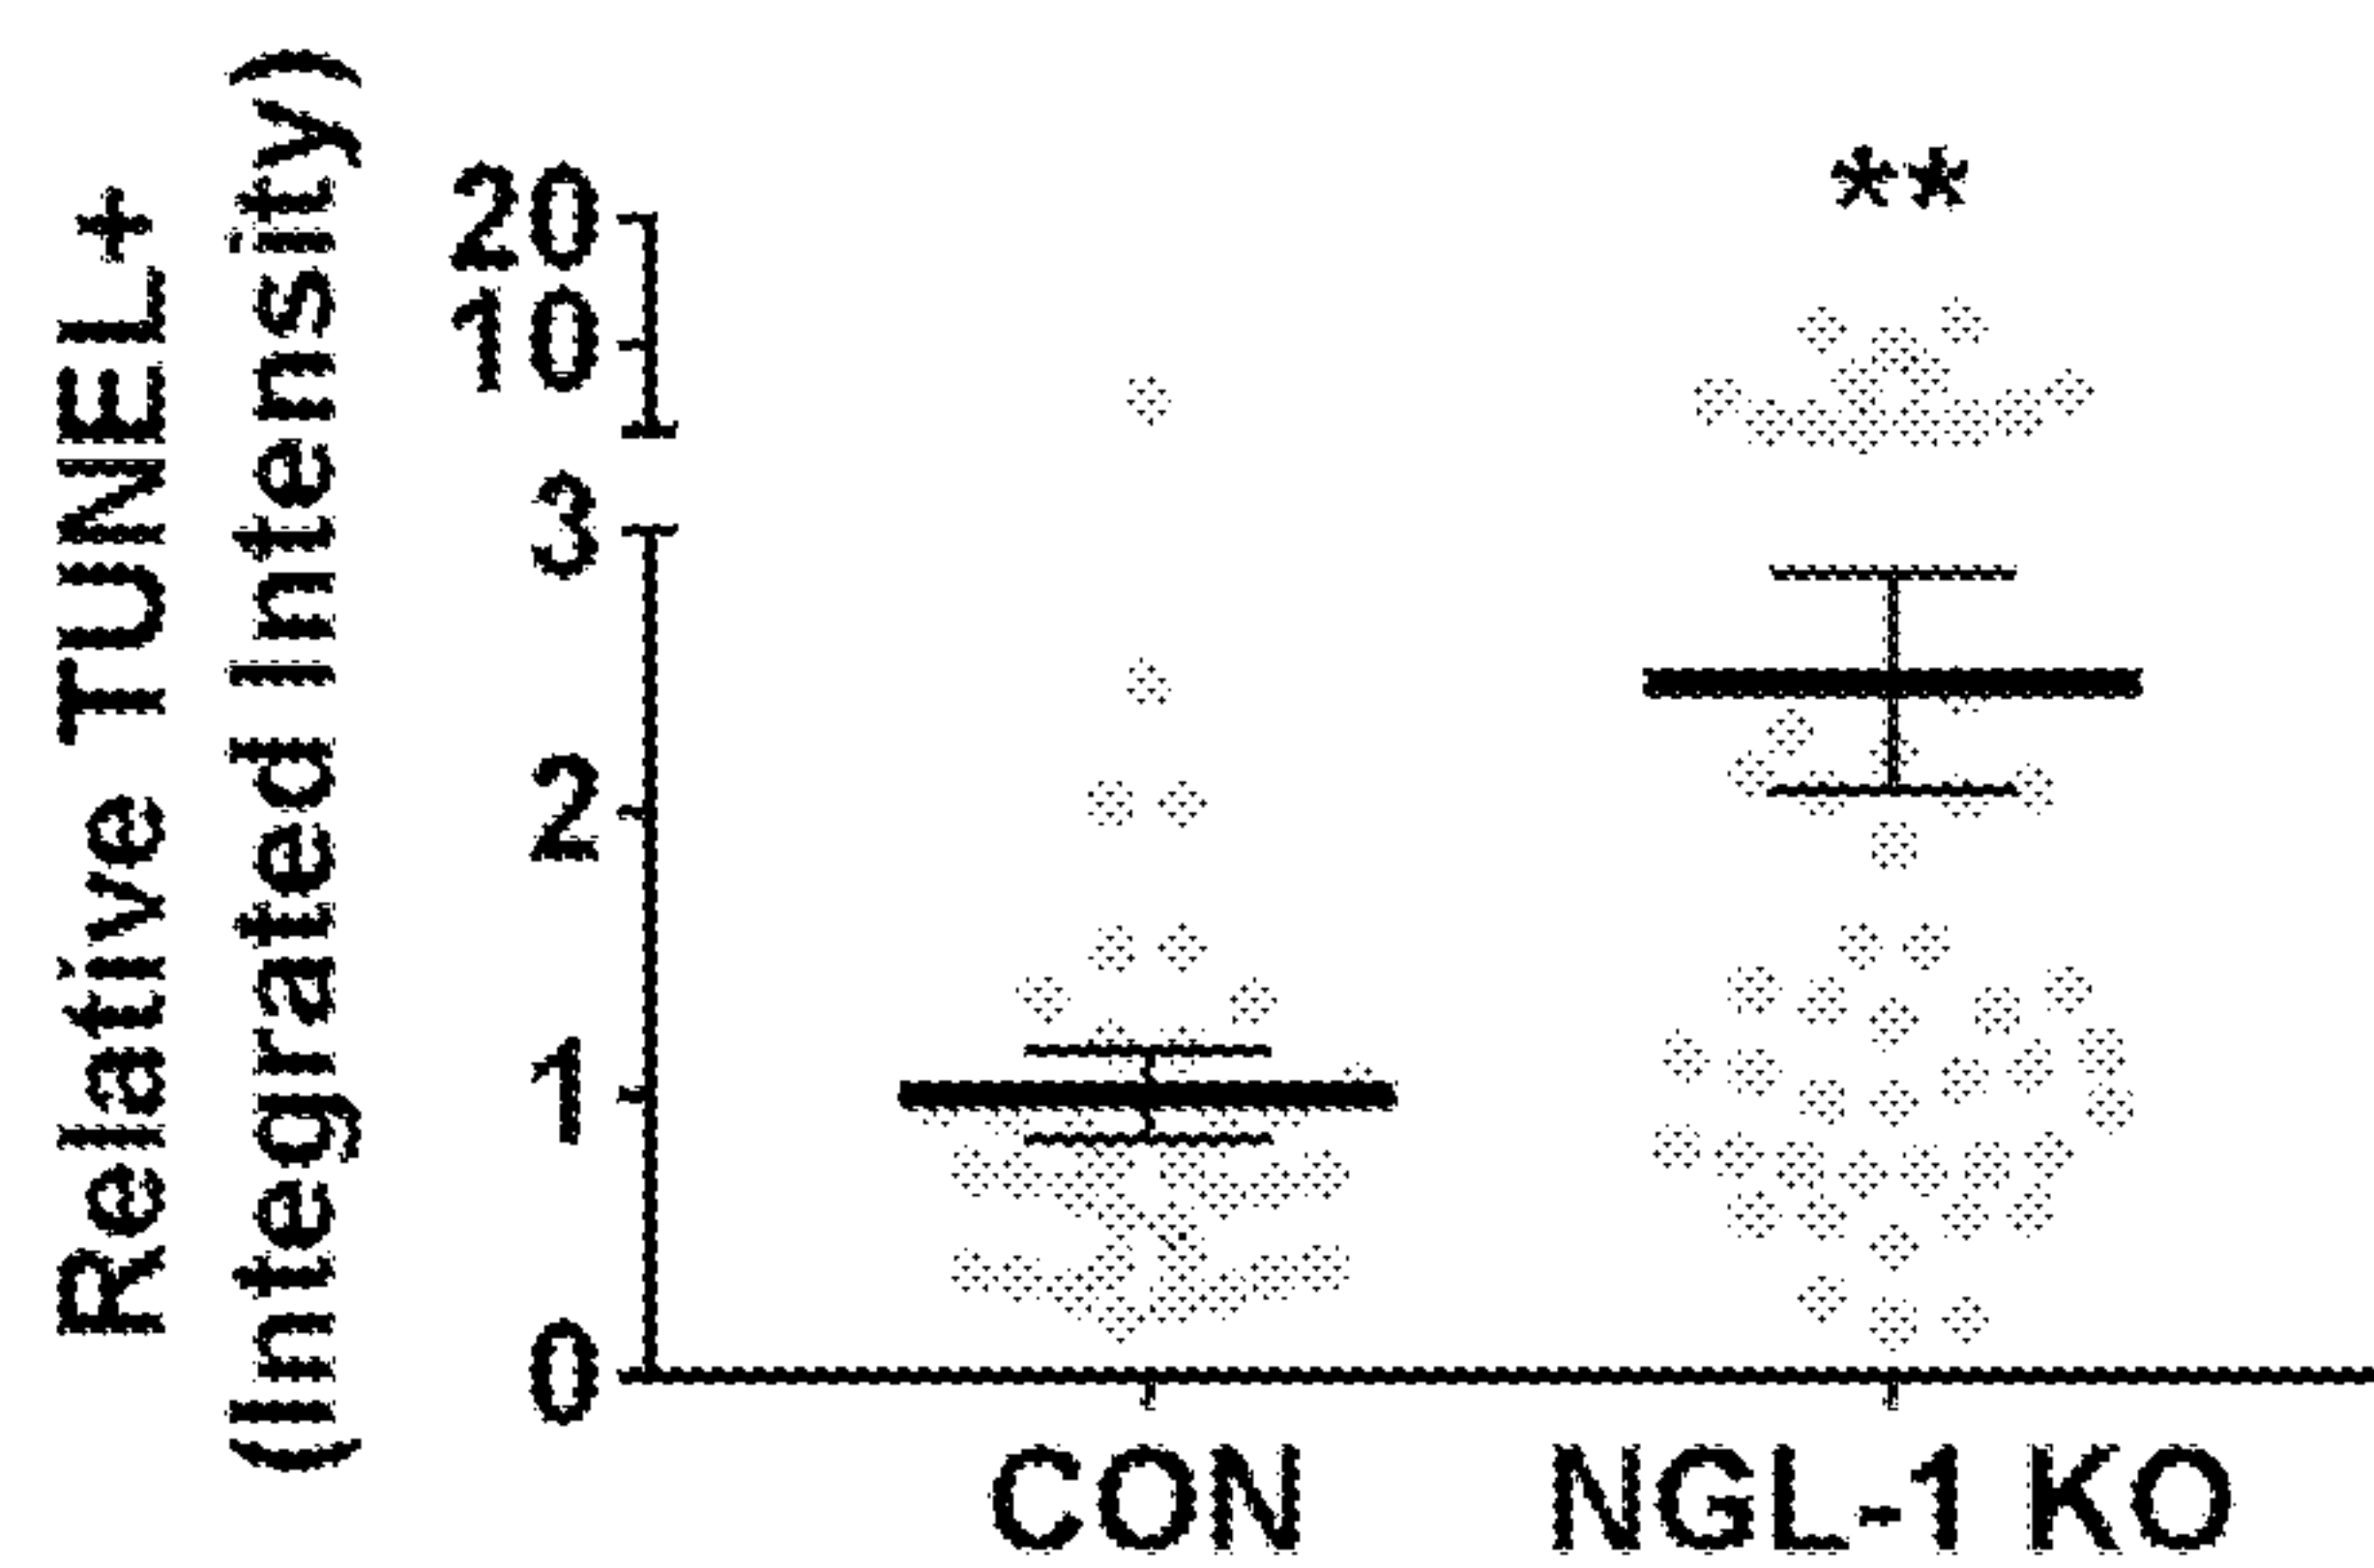 Relative TUNEL+
(Integrated Intensity)
20
10
3
2
1
0
**
CON
NGL-1 KO